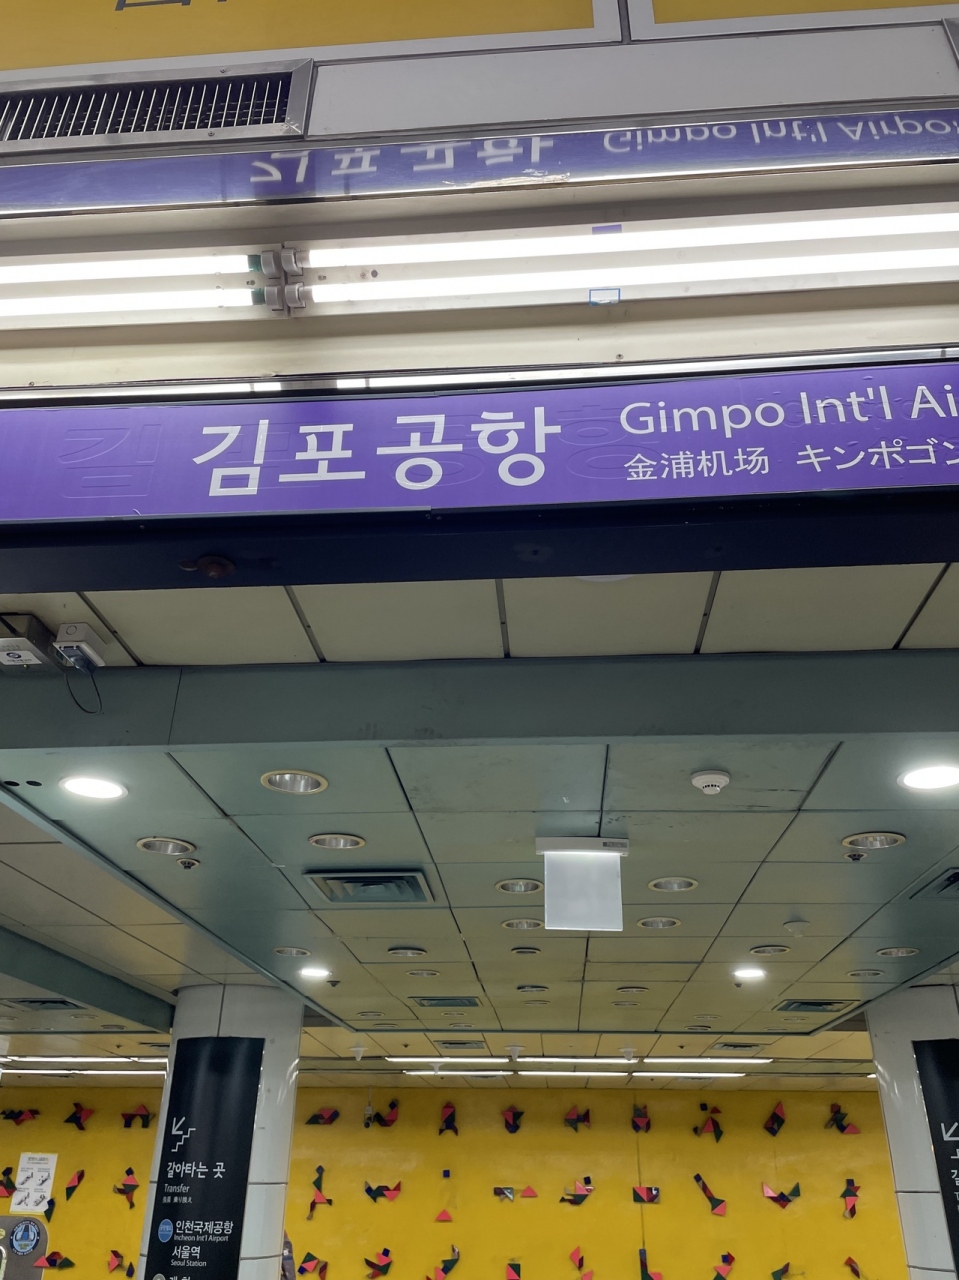 김포공항
Gimpo Int'l Ai
金浦机场 キンポゴン
갈아타는 곳
Transfer
인천국제공항
Incheon Int'l Airport
서울역
Seoul Station